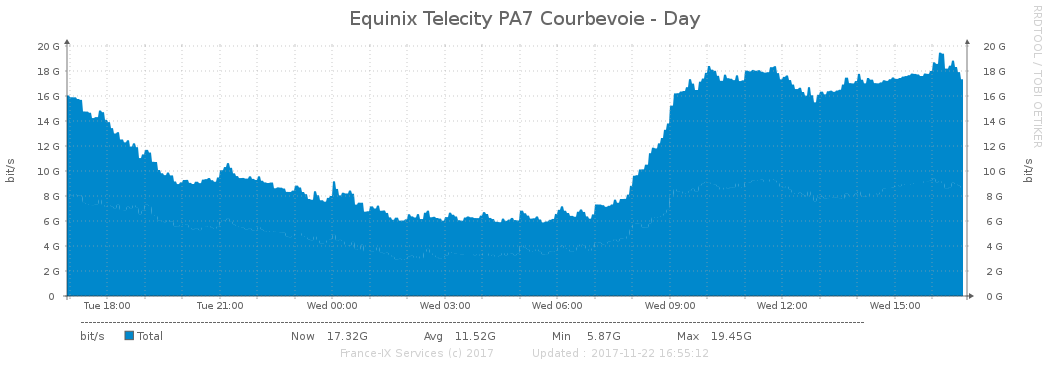 Equinix Telecity PA7 Courbevoie - Day
RRDTOOL / TOBI OETIKER
bit/s
20 G
18 G
16 G
14 G
12 G
10 G
8 G
6 G
4 G
2 G
0
20 G
18 G
16 G
14 G
12 G
10 G
8 G
6 G
4 G
2 G
0 G
bit/s
Tue 18:00 Tue 21:00 Wed 00:00 Wed 03:00 Wed 06:00 Wed 09:00 Wed 12:00 Wed 15:00
bit/s Total Now 17.32G Avg 11.52G Min 5.87G Max 19.45G
France-IX Services (c) 2017 Updated : 2017-11-22 16:55:12